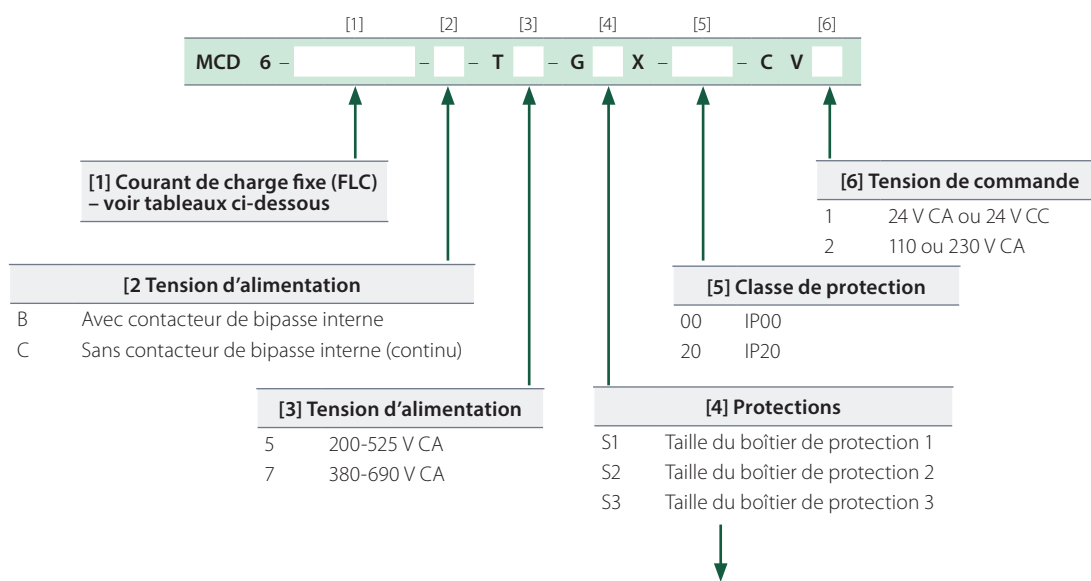 [1] [2] [3] [4] [5] [6]
MCD 6 – – – T – G X – – C V
[1] Courant de charge fixe (FLC)
– voir tableaux ci-dessous
[6] Tension de commande
1 24 V CA ou 24 V CC
2 110 ou 230 V CA
[2 Tension d’alimentation
B Avec contacteur de bipasse interne
C Sans contacteur de bipasse interne (continu)
[5] Classe de protection
00 IP00
20 IP20
[3] Tension d’alimentation
5 200-525 V CA
7 380-690 V CA
[4] Protections
S1 Taille du boîtier de protection 1
S2 Taille du boîtier de protection 2
S3 Taille du boîtier de protection 3